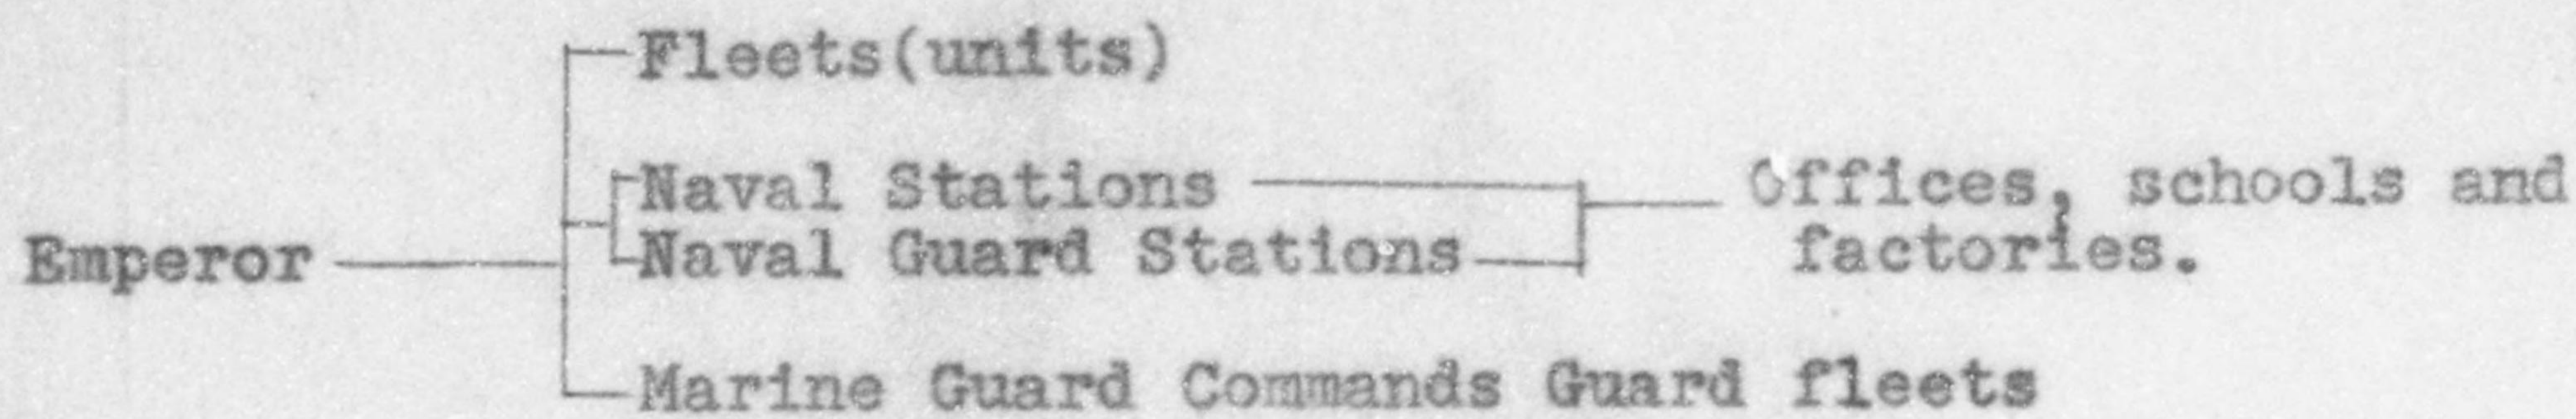 Fleets(units)
Naval Stations
Offices, schools and
Emperor
Naval Guard Stations
factories.
Marine Guard Commands Guard fleets